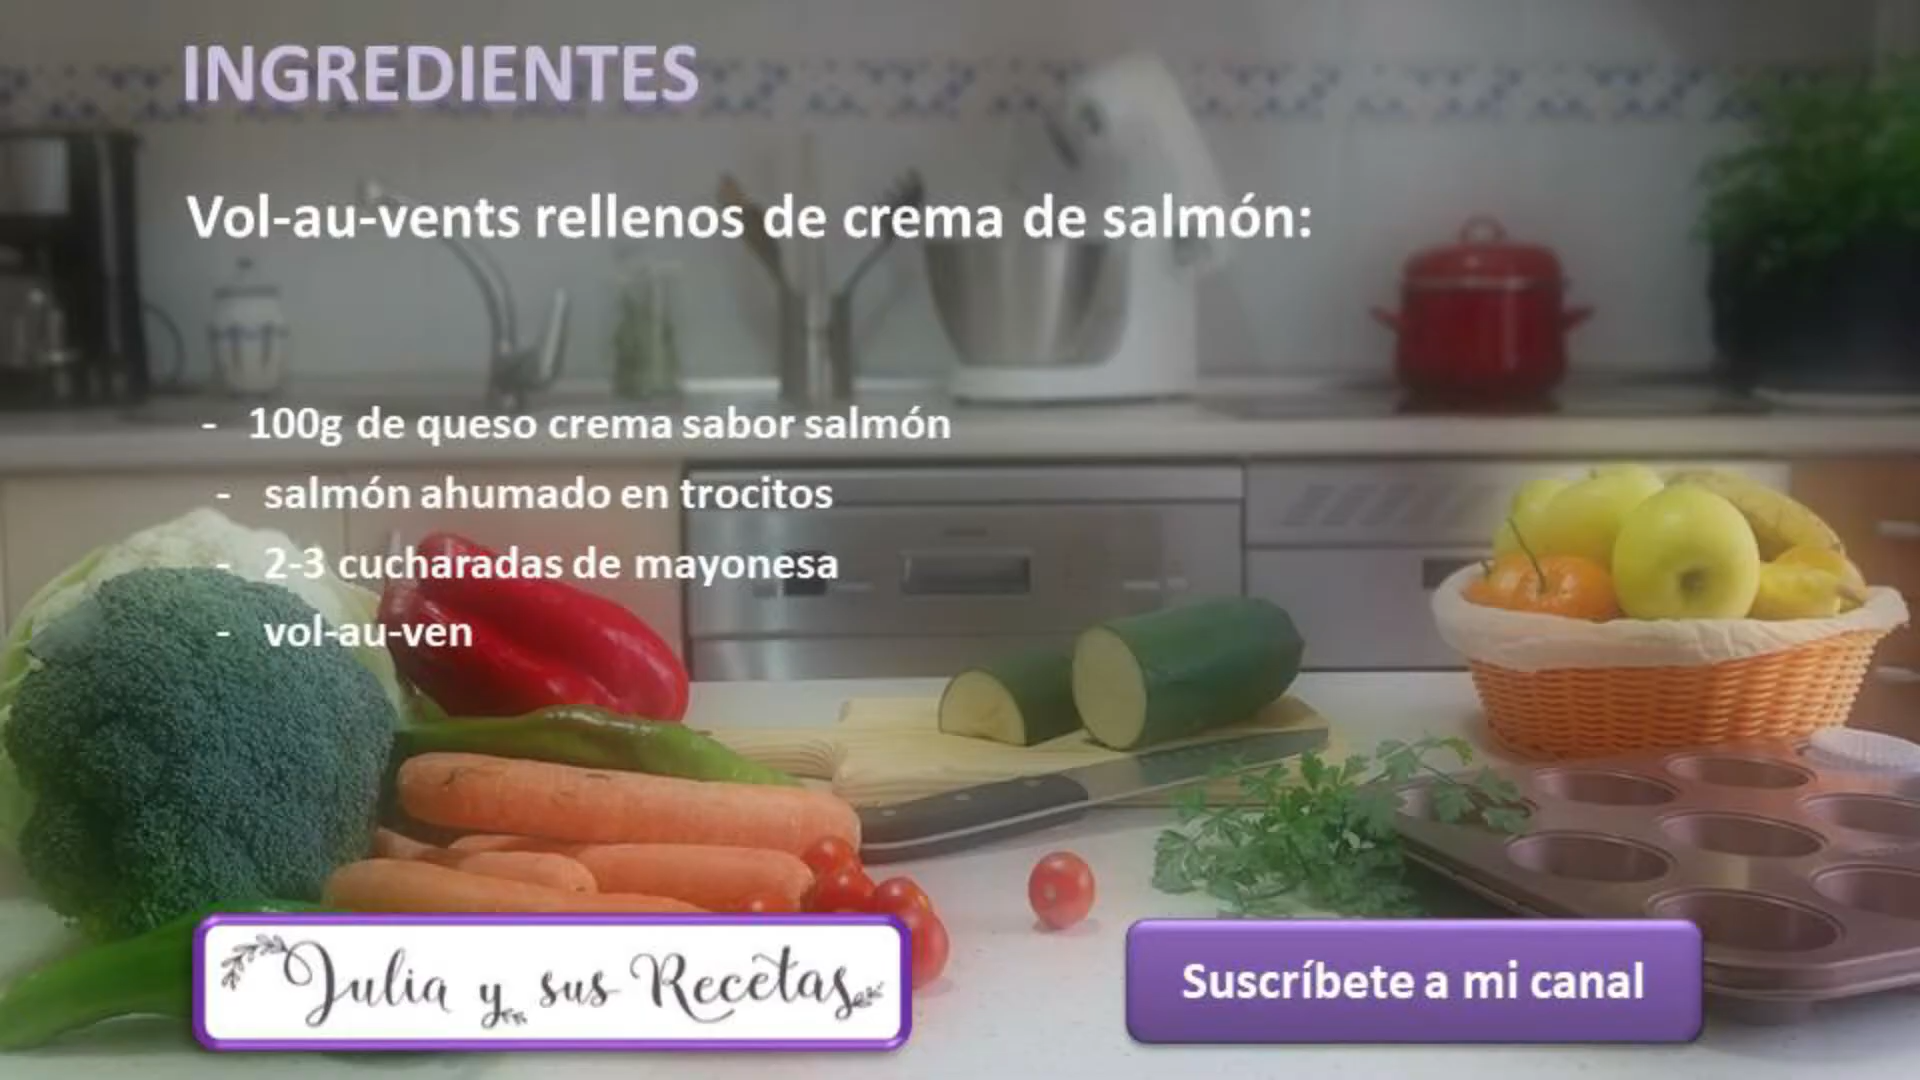 INGREDIENTES
Vol-au-vents rellenos de crema de salmón:
- 100g de queso crema sabor salmón
- salmón ahumado en trocitos
- 2-3 cucharadas de mayonesa
- vol-au-ven
Julia y sus Recetas
Suscríbete a mi canal